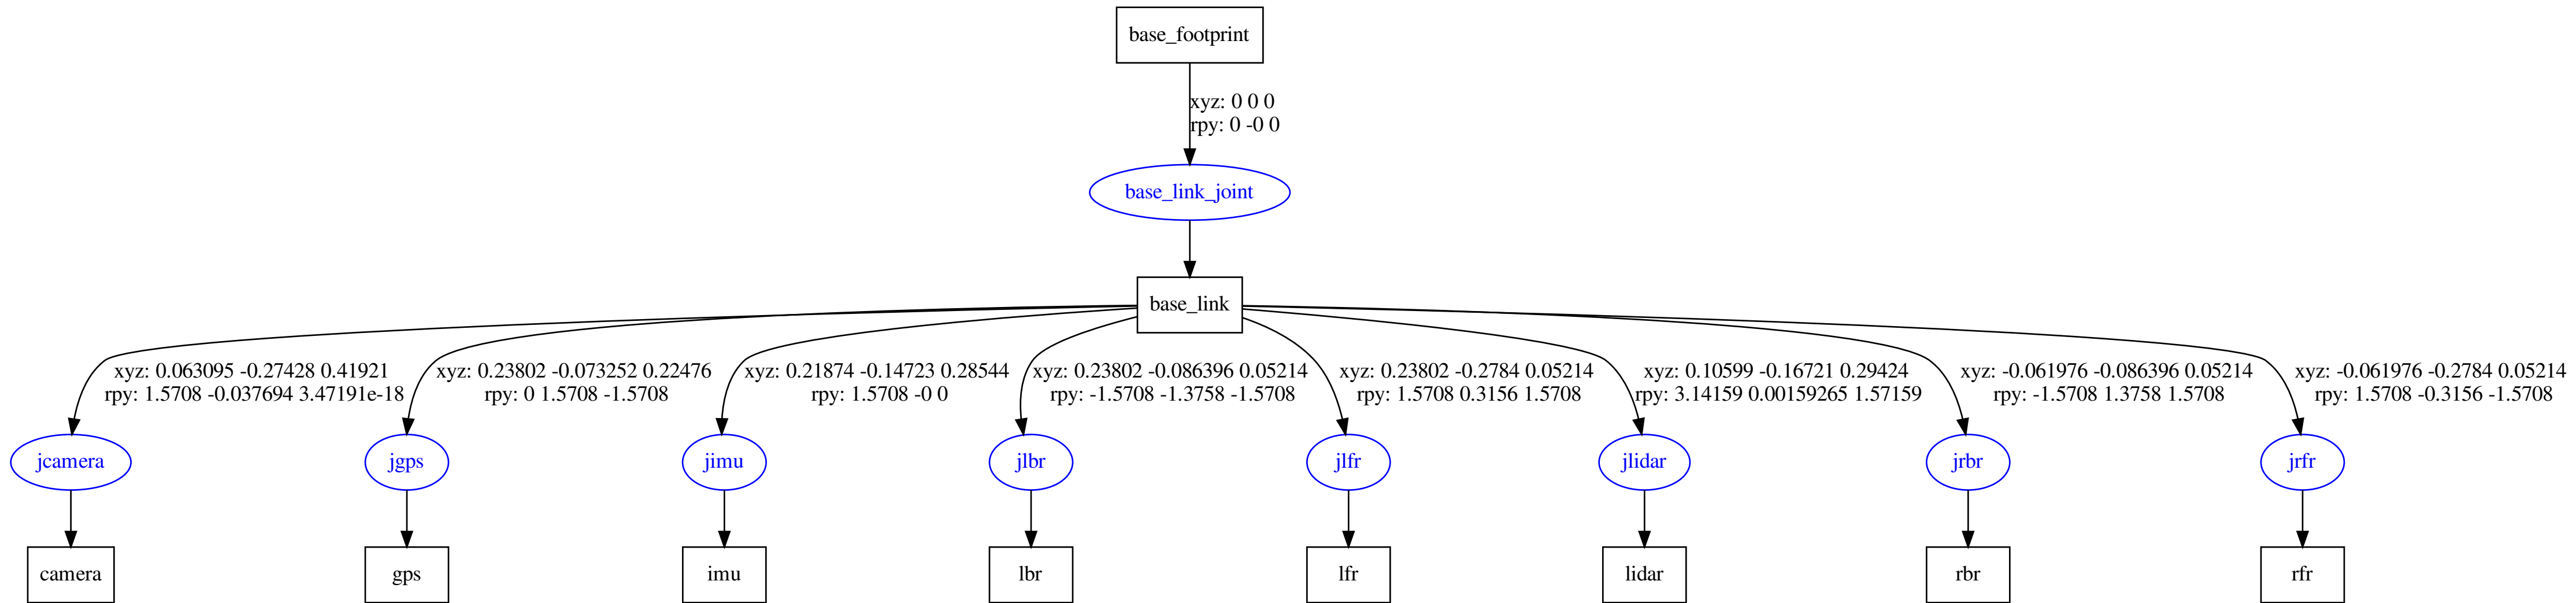 base_footprint
xyz: 0 0 0
rpy: 0 -0 0
base_link_joint
base_link
xyz: 0.063095 -0.27428 0.41921
rpy: 1.5708 -0.037694 3.47191e-18
xyz: 0.23802 -0.073252 0.22476
rpy: 0 1.5708 -1.5708
xyz: 0.21874 -0.14723 0.28544
rpy: 1.5708 -0 0
xyz: 0.23802 -0.086396 0.05214
rpy: -1.5708 -1.3758 -1.5708
xyz: 0.23802 -0.2784 0.05214
rpy: 1.5708 0.3156 1.5708
xyz: 0.10599 -0.16721 0.29424
rpy: 3.14159 0.00159265 1.57159
xyz: -0.061976 -0.086396 0.05214
rpy: -1.5708 1.3758 1.5708
xyz: -0.061976 -0.2784 0.05214
rpy: 1.5708 -0.3156 -1.5708
jcamera
jgps
jimu
jlbr
jlfr
jlidar
jrbr
jrfr
camera
gps
imu
lbr
lfr
lidar
rbr
rfr